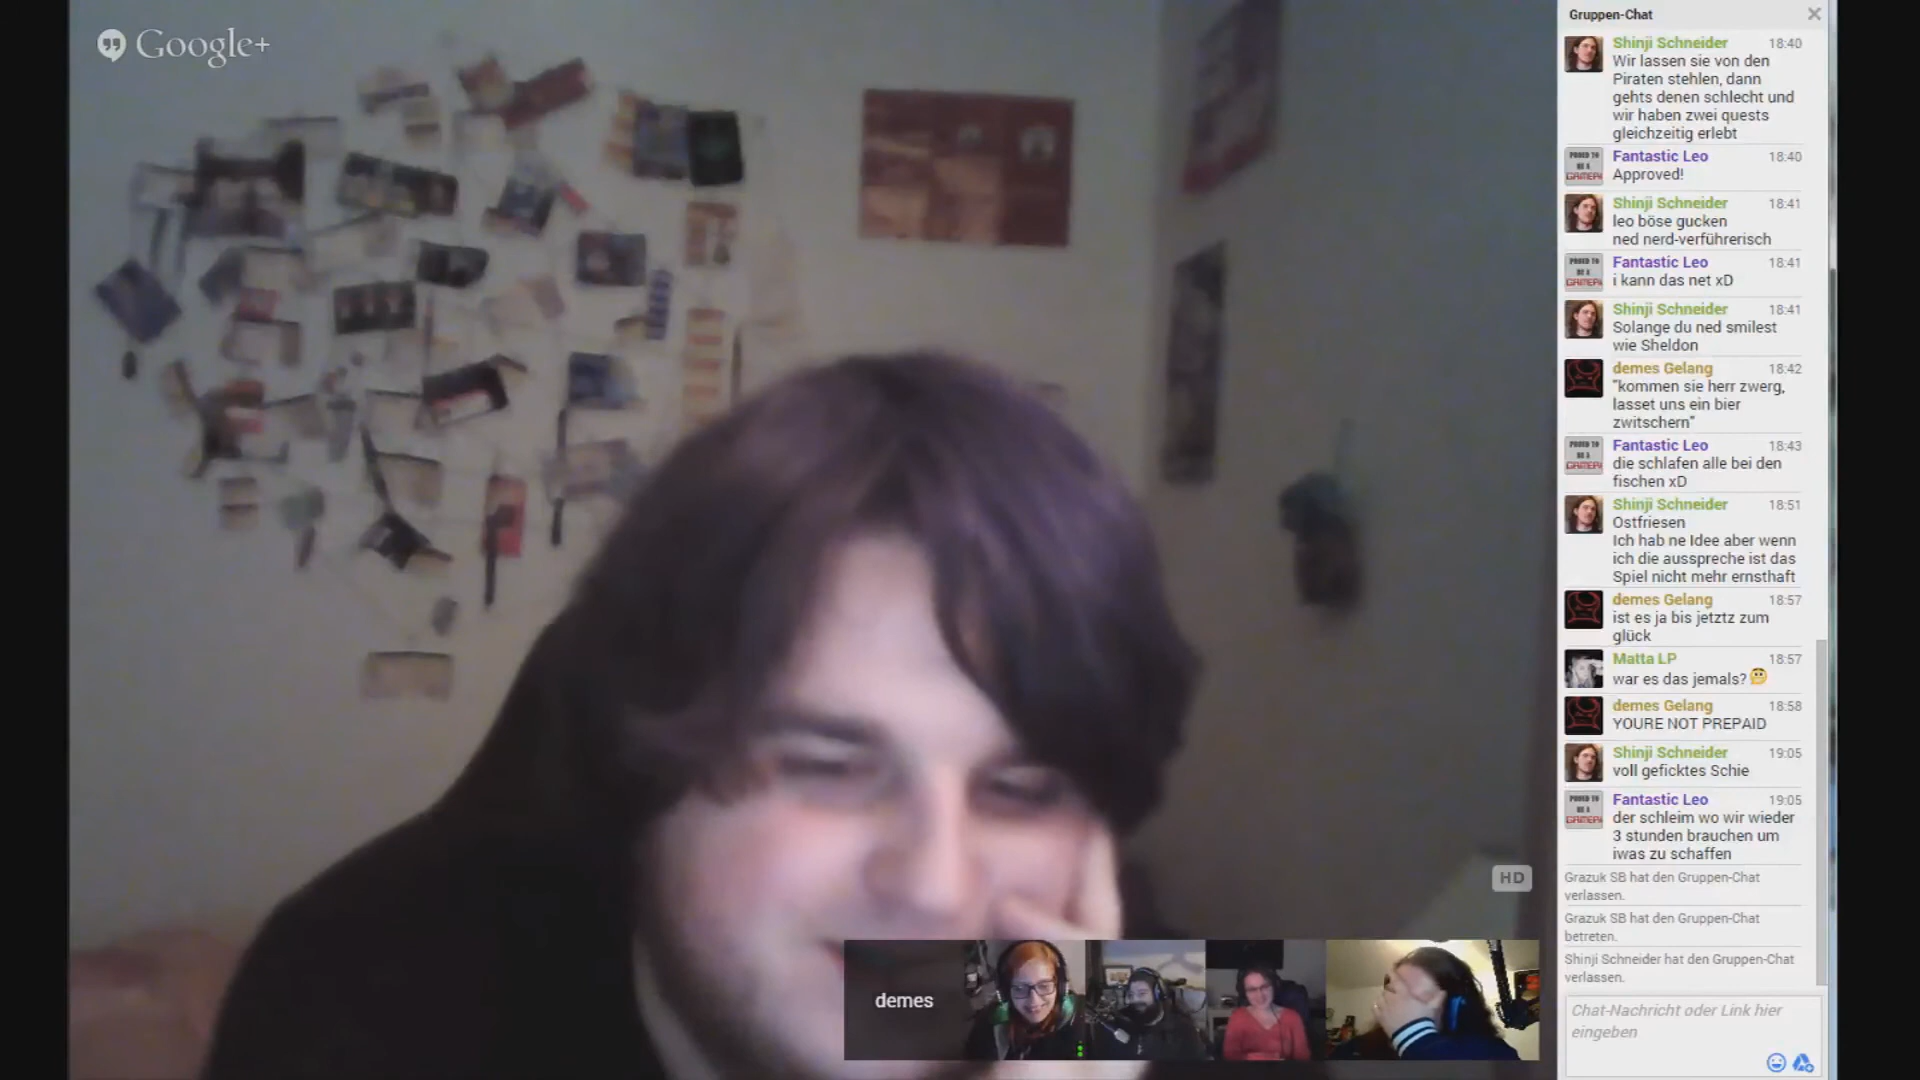 Google+
Gruppen-Chat
Shinji Schneider 18:40
Wir lassen sie von den
Piraten stehlen, dann
gehts denen schlecht und
wir haben zwei quests
gleichzeitig erlebt
Fantastic Leo 18:40
Approved!
Shinji Schneider 18:41
leo böse gucken
ned nerd-verführerisch
Fantastic Leo 18:41
i kann das net xD
Shinji Schneider 18:41
Solange du ned smilest
wie Sheldon
demes Gelang 18:42
"kommen sie herr zwerg,
lasset uns ein bier
zwitschern"
Fantastic Leo 18:43
die schlafen alle bei den
fischen xD
Shinji Schneider 18:51
Ostfriesen
Ich hab ne Idee aber wenn
ich die ausspreche ist das
Spiel nicht mehr ernsthaft
demes Gelang 18:57
ist es ja bis jetztz zum
glück
Matta LP 18:57
war es das jemals?
demes Gelang 18:58
YOURE NOT PREPAID
Shinji Schneider 19:05
voll geficktes Schie
Fantastic Leo 19:05
der schleim wo wir wieder
3 stunden brauchen um
iwas zu schaffen
Grazuk SB hat den Gruppen-Chat
verlassen.
Grazuk SB hat den Gruppen-Chat
betreten.
Shinji Schneider hat den Gruppen-Chat
verlassen.
Chat-Nachricht oder Link hier
eingeben
HD
demes